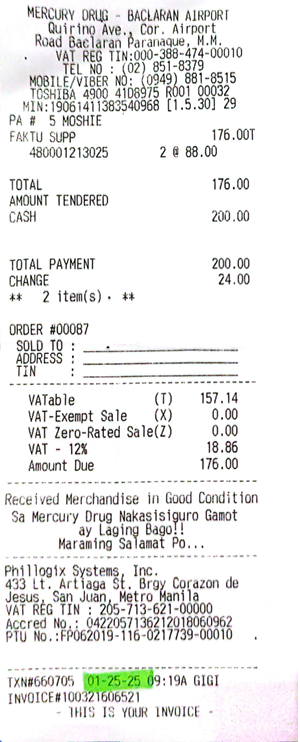 MERCURY DRUG - BACLARAN AIRPORT
Quirino Ave., Cor. Airport
Road Baclaran Paranaque, M.M.
VAT REG TIN:000-388-474-00010
TEL NO : (02) 851-8379
MOBILE/VIBER NO: (0949) 881-8515
TOSHIBA 4900 4108975 R001 00032
MIN:19061411383540968 [1.5.30] 29
PA # 5 MOSHIE
FAKTU SUPP 176.00T
480001213025 2 @ 88.00
TOTAL 176.00
AMOUNT TENDERED
CASH 200.00
TOTAL PAYMENT 200.00
CHANGE 24.00
** 2 item(s). **
ORDER #00087
SOLD TO :
ADDRESS :
TIN :
VATable (T) 157.14
VAT-Exempt Sale (X) 0.00
VAT Zero-Rated Sale(Z) 0.00
VAT - 12% 18.86
Amount Due 176.00
Received Merchandise in Good Condition
Sa Mercury Drug Nakasisiguro Gamot
ay Laging Bago!!
Maraming Salamat Po...
Phillogix Systems, Inc.
433 Lt. Artiaga St. Brgy Corazon de
Jesus, San Juan, Metro Manila
VAT REG TIN : 205-713-621-00000
Accred No.: 0422057136212018060962
PTU No.:FP062019-116-0217739-00010
TXN#660705 01-25-25 09:19A GIGI
INVOICE#100321606521
- THIS IS YOUR INVOICE -